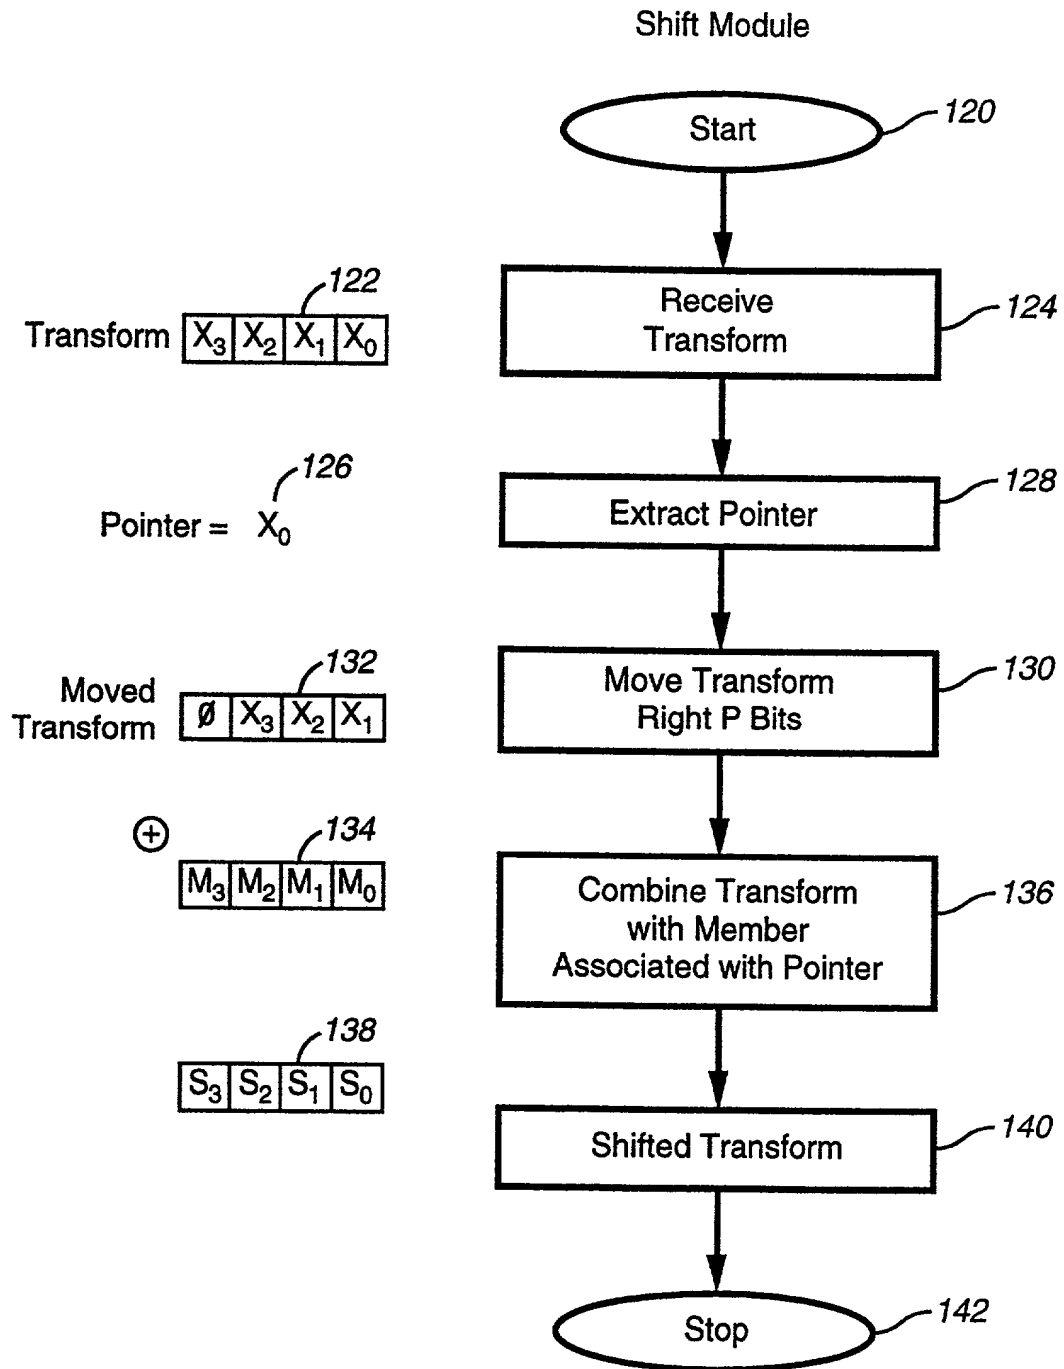 Shift Module
Start
120
122
Transform X₃ X₂ X₁ X₀
Receive
Transform
124
126
Pointer = X₀
Extract Pointer
128
132
Moved
Transform
Ø X₃ X₂ X₁
Move Transform
Right P Bits
130
⊕
134
M₃ M₂ M₁ M₀
Combine Transform
with Member
Associated with Pointer
136
138
S₃ S₂ S₁ S₀
Shifted Transform
140
Stop
142